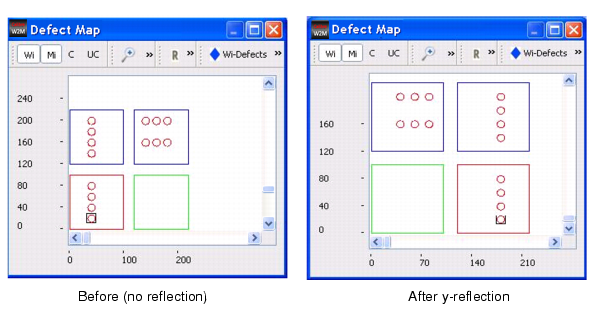 W2M Defect Map
Wi Mi C UC » R » Wi-Defects »
240
200
160
120
80
40
0
0 100 200
Before (no reflection)
W2M Defect Map
Wi Mi C UC » R » Wi-Defects »
160
120
80
40
0
0 70 140 210
After y-reflection